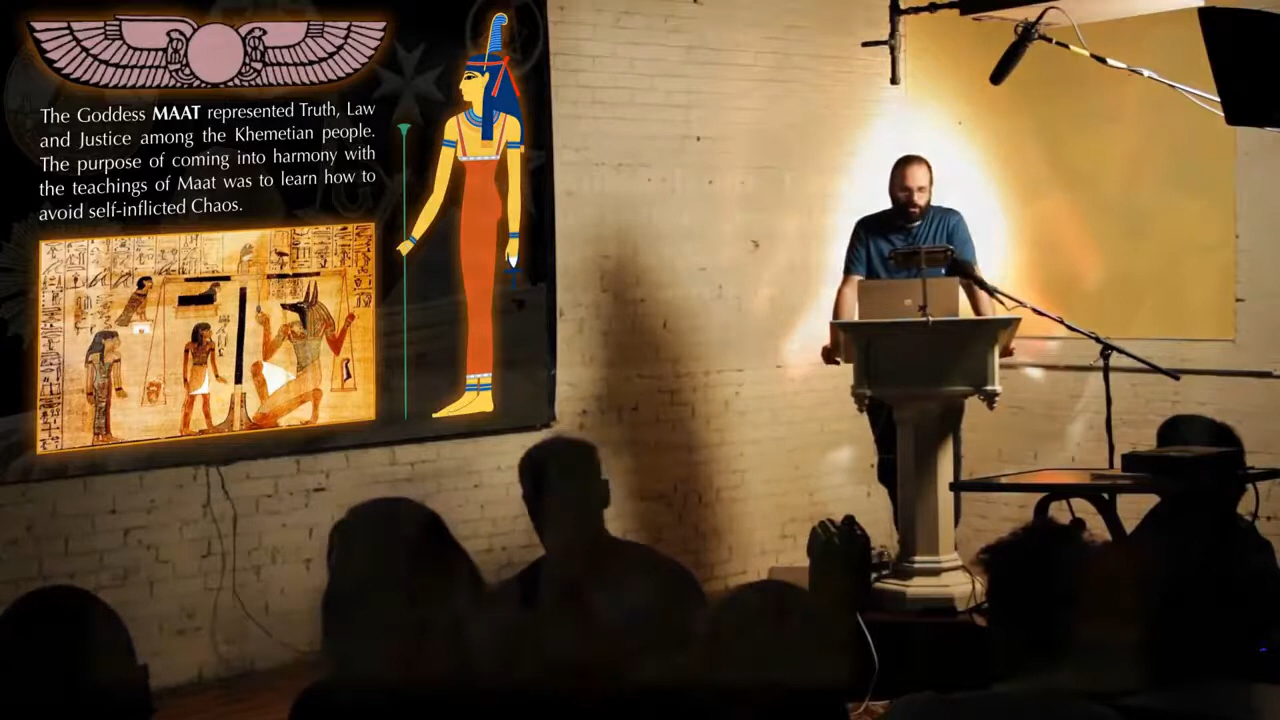 The Goddess MAAT represented Truth, Law
and Justice among the Khemetian people.
The purpose of coming into harmony with
the teachings of Maat was to learn how to
avoid self-inflicted Chaos.